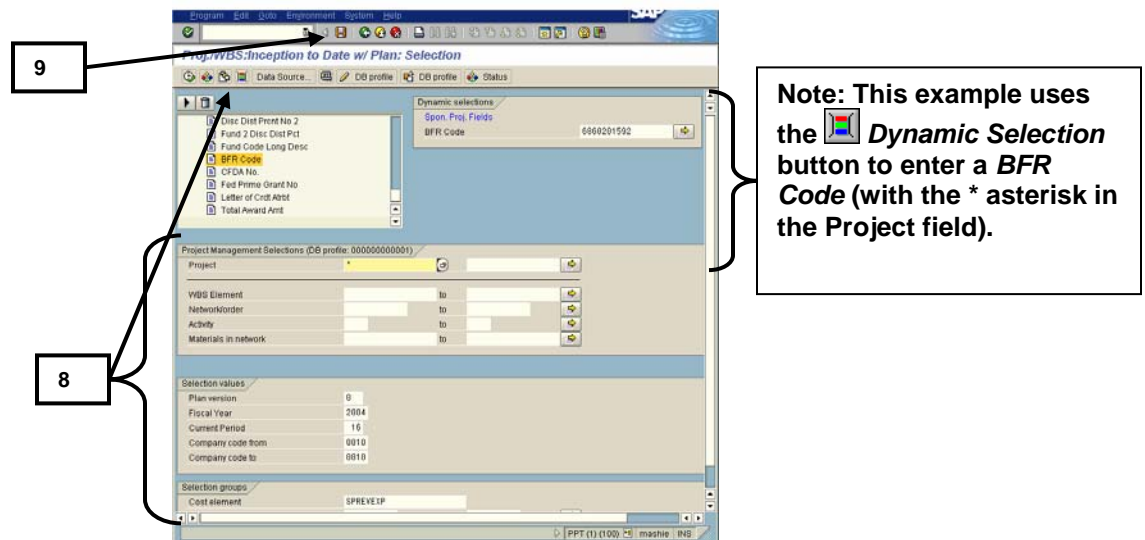 Program Edit Goto Environment System Help
SAP
Proj/WBS:Inception to Date w/ Plan: Selection
Data Source... DB profile DB profile Status
Disc Dist Prcnt No 2
Fund 2 Disc Dist Pct
Fund Code Long Desc
BFR Code
CFDA No.
Fed Prime Grant No
Letter of Crdt Atrbt
Total Award Amt
Dynamic selections
Spon. Proj. Fields
BFR Code 6860201592
Project Management Selections (DB profile: 000000000001)
Project *
WBS Element to
Network/order to
Activity to
Materials in network to
Selection values
Plan version 0
Fiscal Year 2004
Current Period 16
Company code from 0010
Company code to 0010
Selection groups
Cost element SPREVEXP
PPT (1) (100) mashie INS
9
8
Note: This example uses
the Dynamic Selection
button to enter a BFR
Code (with the * asterisk in
the Project field).